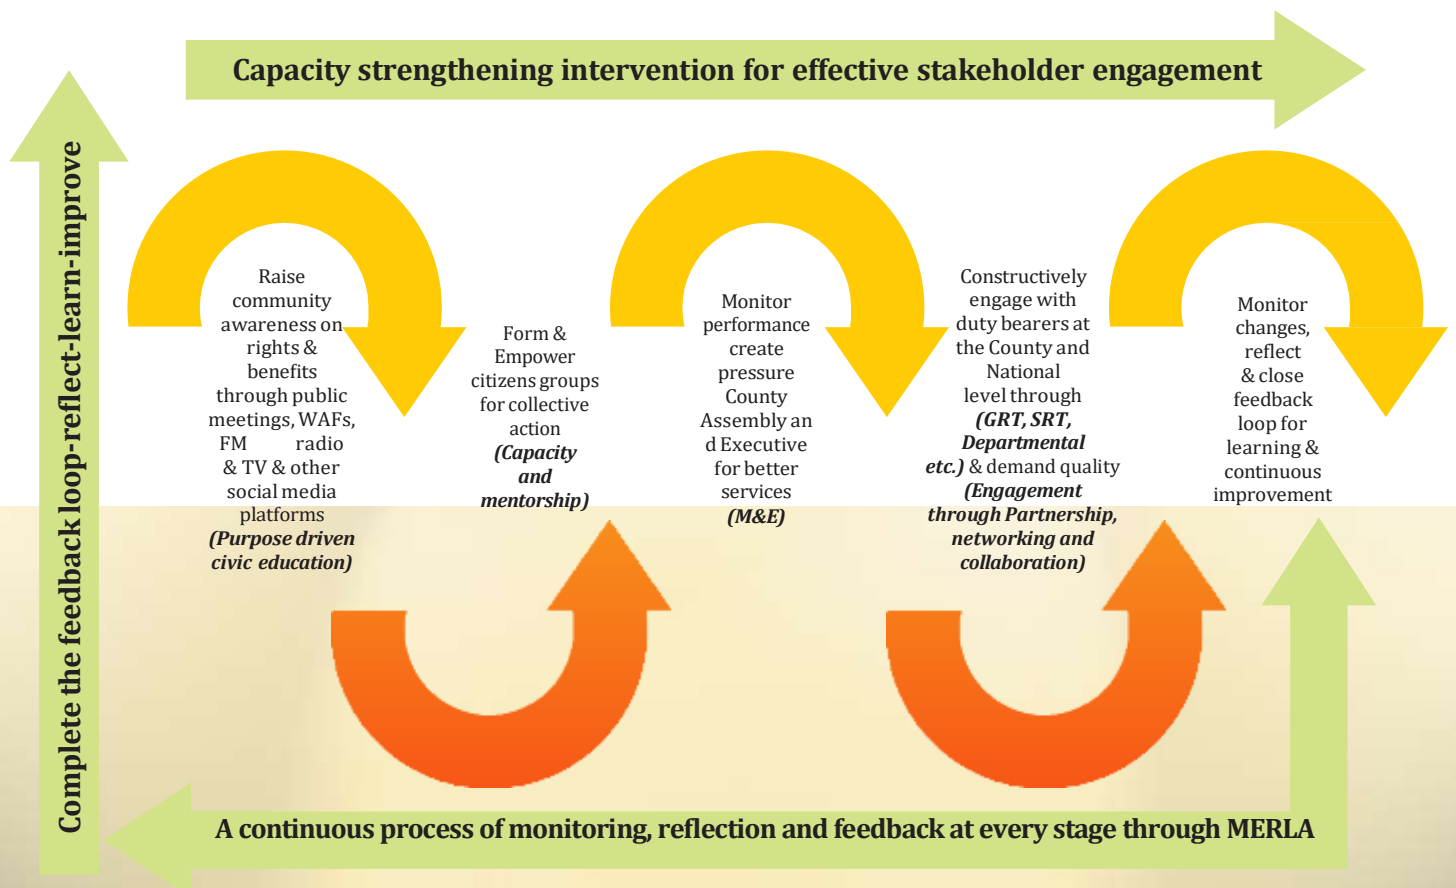 Capacity strengthening intervention for effective stakeholder engagement
Complete the feedback loop-reflect-learn-improve
Raise
community
awareness on
rights &
benefits
through public
meetings, WAFs,
FM radio
& TV & other
social media
platforms
(Purpose driven
civic education)
Form &
Empower
citizens groups
for collective
action
(Capacity
and
mentorship)
Monitor
performance
create
pressure
County
Assembly an
d Executive
for better
services
(M&E)
Constructively
engage with
duty bearers at
the County and
National
level through
(GRT, SRT,
Departmental
etc.) & demand quality
(Engagement
through Partnership,
networking and
collaboration)
Monitor
changes,
reflect
& close
feedback
loop for
learning &
continuous
improvement
A continuous process of monitoring, reflection and feedback at every stage through MERLA